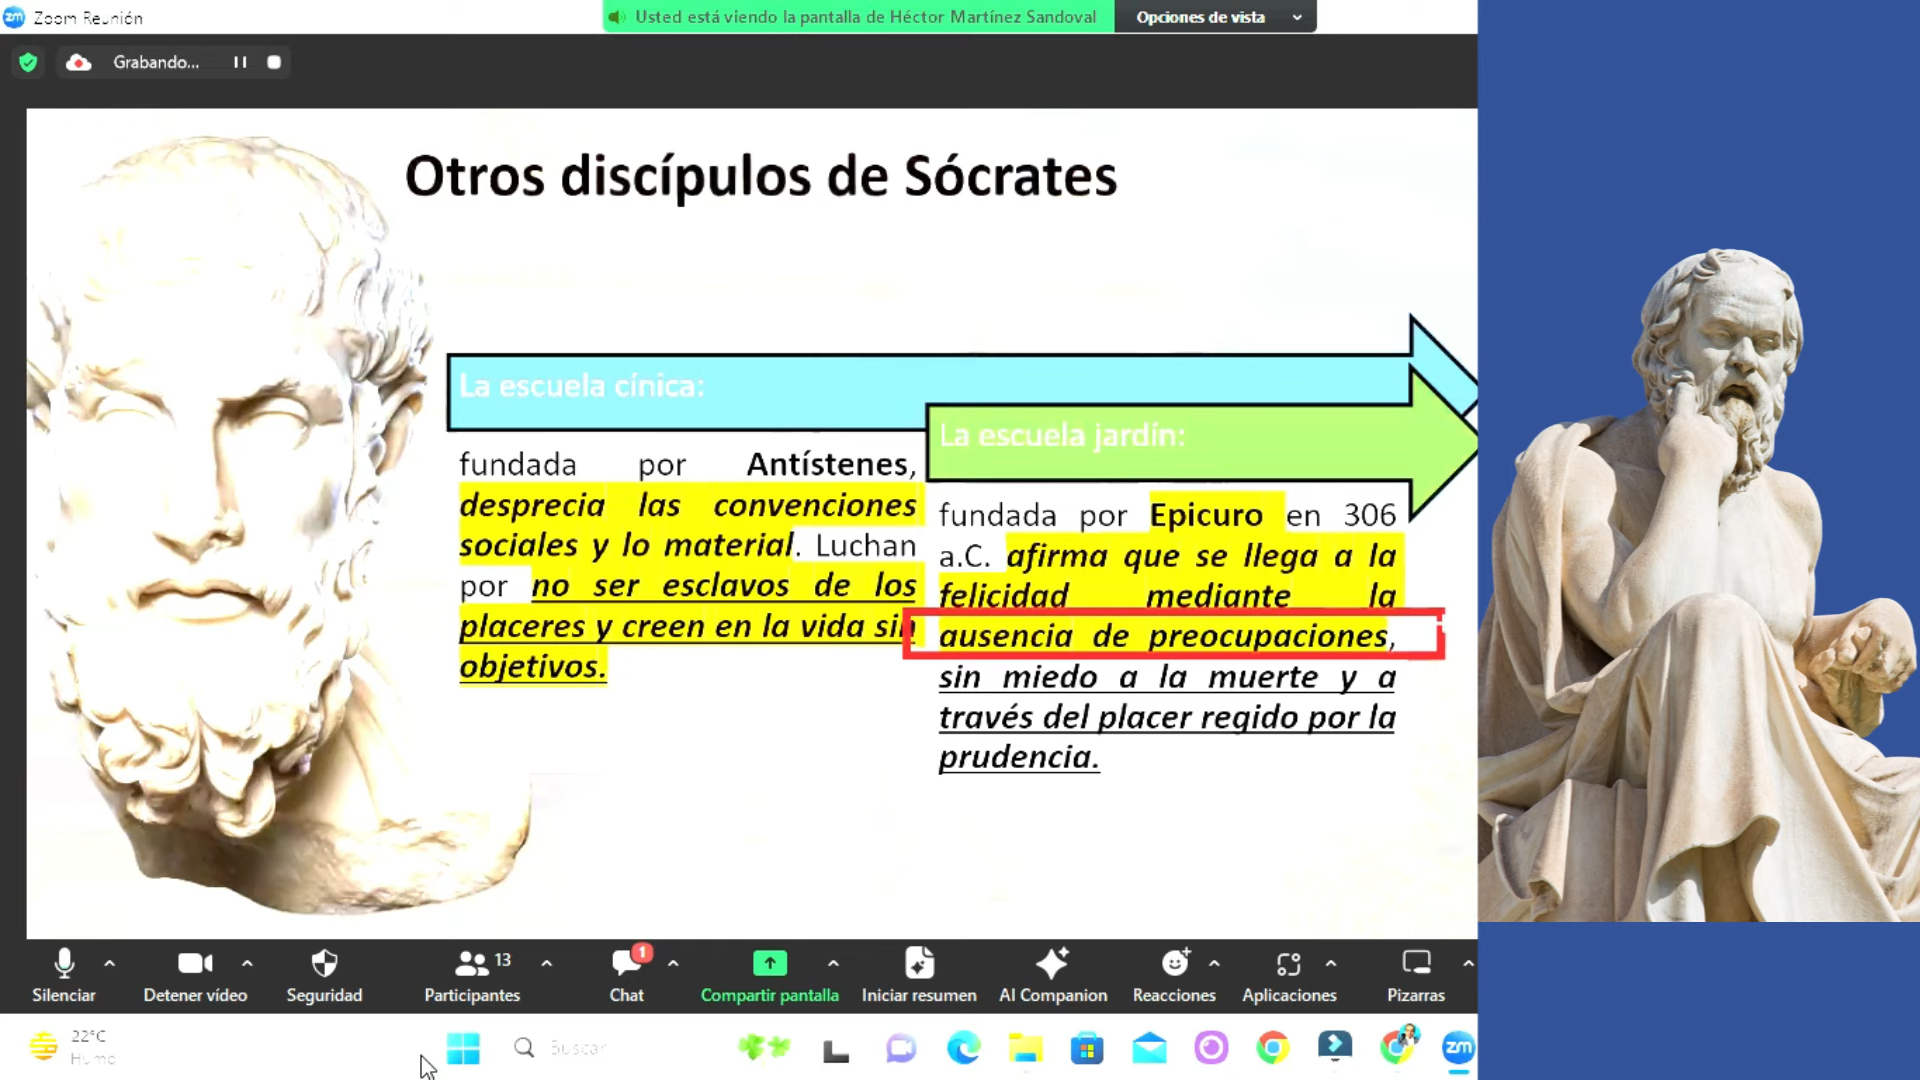 Zoom Reunión
Usted está viendo la pantalla de Héctor Martínez Sandoval
Opciones de vista
Grabando...
Otros discípulos de Sócrates
La escuela cínica:
fundada por Antístenes,
desprecia las convenciones
sociales y lo material. Luchan
por no ser esclavos de los
placeres y creen en la vida sin
objetivos.
La escuela jardín:
fundada por Epicuro en 306
a.C. afirma que se llega a la
felicidad mediante la
ausencia de preocupaciones,
sin miedo a la muerte y a
través del placer regido por la
prudencia.
Silenciar
Detener vídeo
Seguridad
Participantes
13
Chat
1
Compartir pantalla
Iniciar resumen
AI Companion
Reacciones
Aplicaciones
Pizarras
22°C
Humo
Buscar
zm
zm